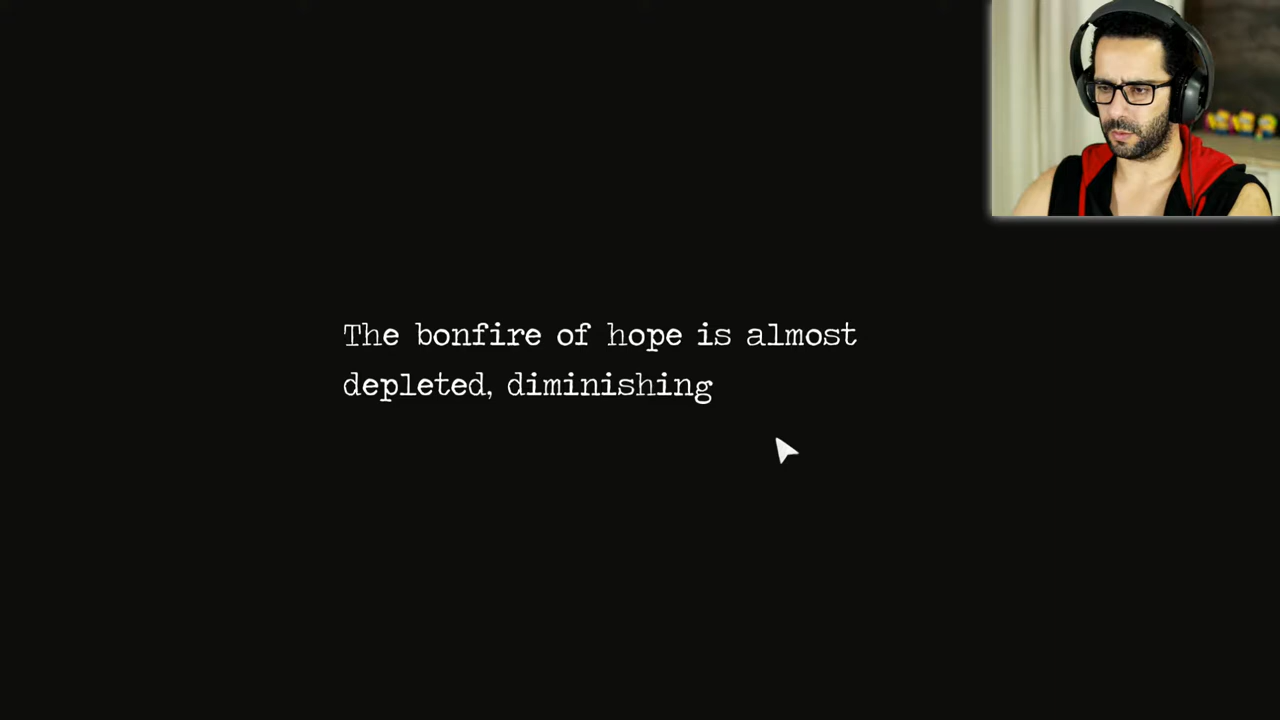 The bonfire of hope is almost
depleted, diminishing